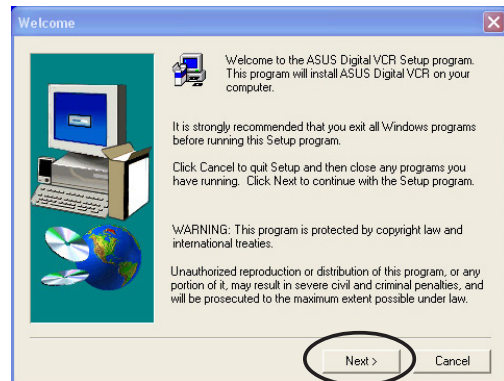 Welcome
Welcome to the ASUS Digital VCR Setup program.
This program will install ASUS Digital VCR on your
computer.
It is strongly recommended that you exit all Windows programs
before running this Setup program.
Click Cancel to quit Setup and then close any programs you
have running. Click Next to continue with the Setup program.
WARNING: This program is protected by copyright law and
international treaties.
Unauthorized reproduction or distribution of this program, or any
portion of it, may result in severe civil and criminal penalties, and
will be prosecuted to the maximum extent possible under law.
Next >
Cancel